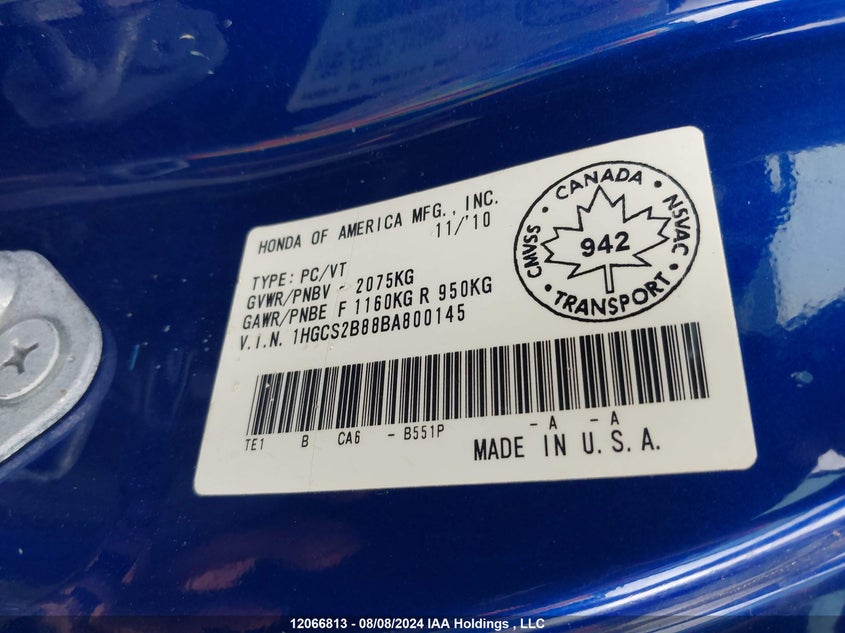 HONDA OF AMERICA MFG., INC.
11/'10
TYPE: PC/VT
GVWR/PNBV - 2075KG
GAWR/PNBE F 1160KG R 950KG
V.I.N. 1HGCS2B88BA800145
CANADA
CMVSS
942
NSVAC
TRANSPORT
TE1 B CA6 - B551P - A - A
MADE IN U.S.A.
12066813 - 08/08/2024 IAA Holdings , LLC